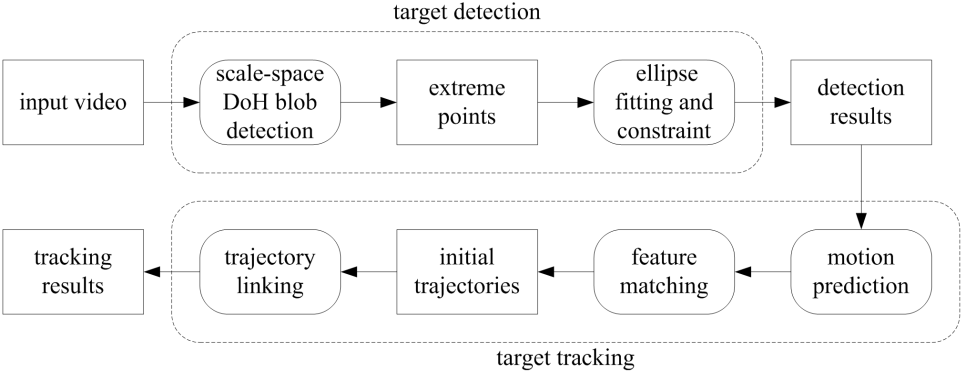 target detection
input video
scale-space
DoH blob
detection
extreme
points
ellipse
fitting and
constraint
detection
results
tracking
results
trajectory
linking
initial
trajectories
feature
matching
motion
prediction
target tracking